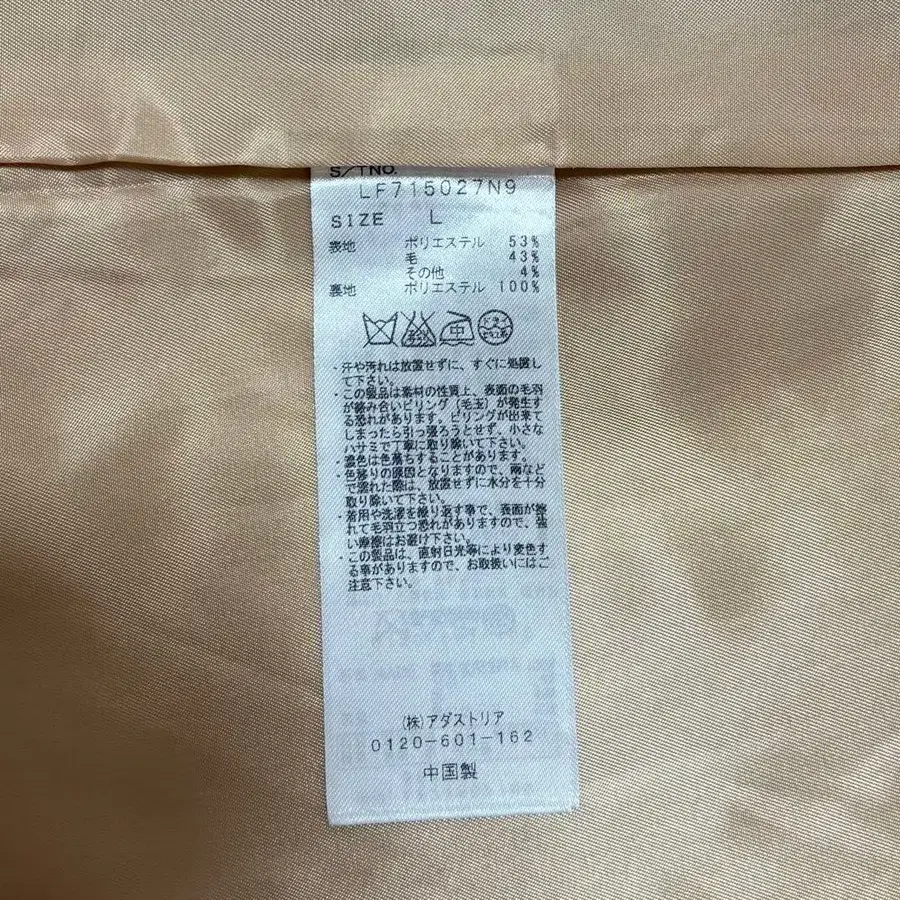 S/TNO.
LF715027N9
SIZE L
表地 ポリエステル 53%
毛 43%
その他 4%
裏地 ポリエステル 100%
中
ドライ
セキユ系
・汗や汚れは放置せずに、すぐに処置し
て下さい。
・この製品は素材の性質上、表面の毛羽
が絡み合いピリング(毛玉)が発生す
る恐れがあります。ピリングが出来て
しまったら引っ張ろうとせず、小さな
ハサミで丁寧に取り除いて下さい。
・濃色は色落ちすることがあります。
・色移りの原因となりますので、雨など
で濡れた際は、放置せずに水分を十分
取り除いて下さい。
・着用や洗濯を繰り返す事で、表面が擦
れて毛羽立つ恐れがありますので、強
い摩擦はお避け下さい。
・この製品は、直射日光等により変色す
る事がありますので、お取扱いにはご
注意下さい。
(株)アダストリア
0120-601-162
中国製